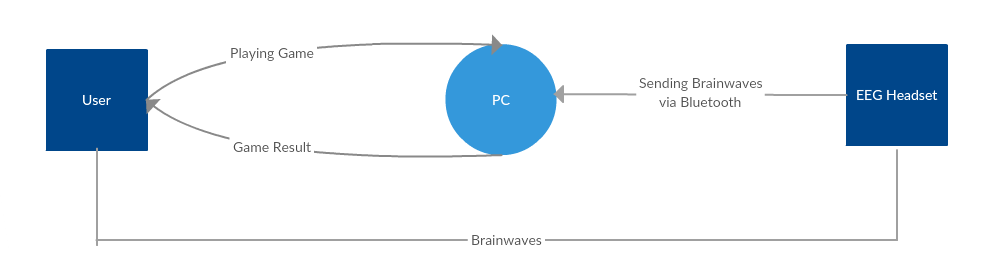 Playing Game
User
PC
Sending Brainwaves
via Bluetooth
EEG Headset
Game Result
Brainwaves